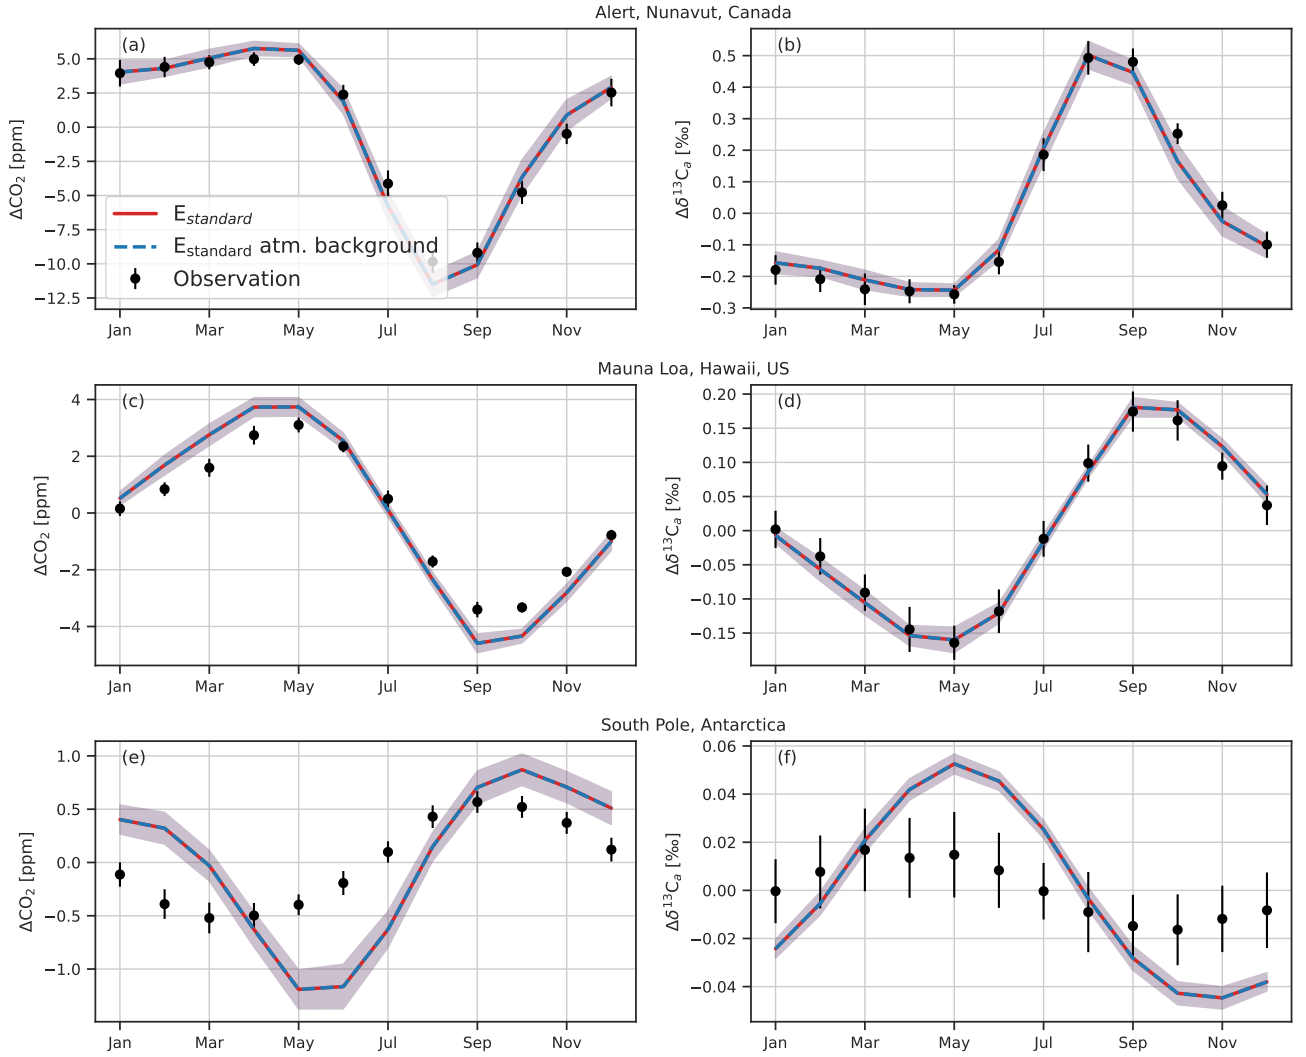 Alert, Nunavut, Canada
(a)
ΔCO₂ [ppm]
5.0
2.5
0.0
−2.5
−5.0
−7.5
−10.0
−12.5
E_standard
E_standard atm. background
Observation
Jan Mar May Jul Sep Nov
(b)
Δδ¹³Cₐ [‰]
0.5
0.4
0.3
0.2
0.1
0.0
−0.1
−0.2
−0.3
Jan Mar May Jul Sep Nov
Mauna Loa, Hawaii, US
(c)
ΔCO₂ [ppm]
4
2
0
−2
−4
Jan Mar May Jul Sep Nov
(d)
Δδ¹³Cₐ [‰]
0.20
0.15
0.10
0.05
0.00
−0.05
−0.10
−0.15
Jan Mar May Jul Sep Nov
South Pole, Antarctica
(e)
ΔCO₂ [ppm]
1.0
0.5
0.0
−0.5
−1.0
Jan Mar May Jul Sep Nov
(f)
Δδ¹³Cₐ [‰]
0.06
0.04
0.02
0.00
−0.02
−0.04
Jan Mar May Jul Sep Nov